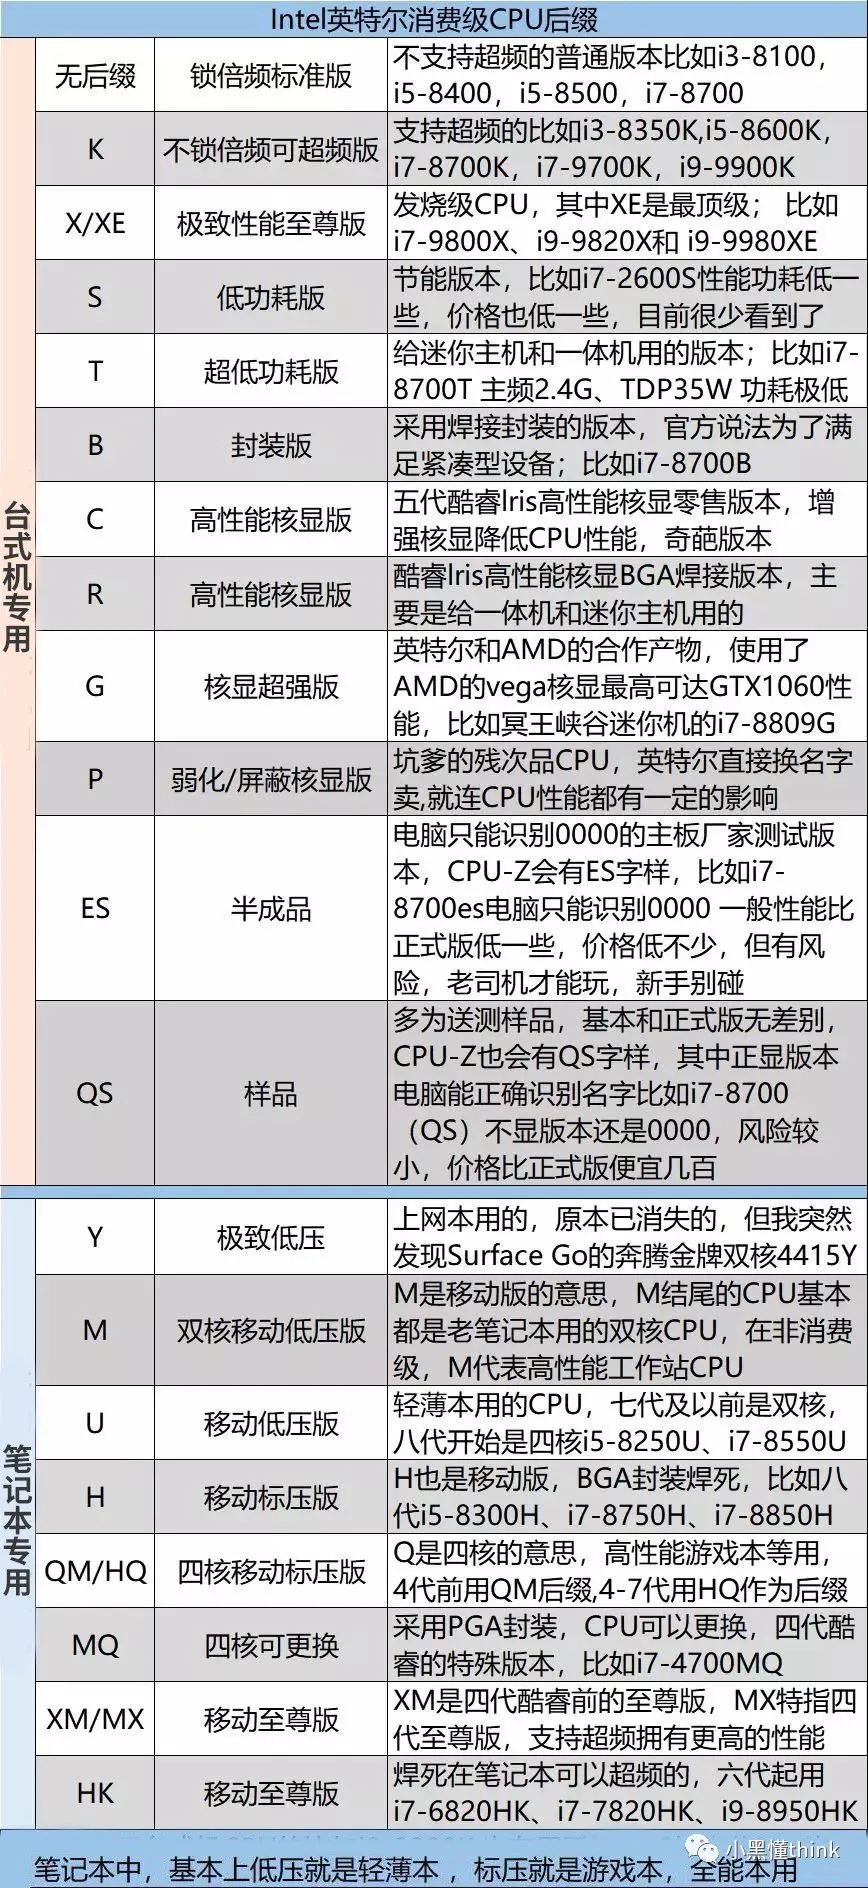 Intel英特尔消费级CPU后缀
台式机专用
无后缀
锁倍频标准版
不支持超频的普通版本比如i3-8100，
i5-8400，i5-8500，i7-8700
K
不锁倍频可超频版
支持超频的比如i3-8350K,i5-8600K，
i7-8700K，i7-9700K，i9-9900K
X/XE
极致性能至尊版
发烧级CPU，其中XE是最顶级； 比如
i7-9800X、i9-9820X和 i9-9980XE
S
低功耗版
节能版本，比如i7-2600S性能功耗低一
些，价格也低一些，目前很少看到了
T
超低功耗版
给迷你主机和一体机用的版本；比如i7-
8700T 主频2.4G、TDP35W 功耗极低
B
封装版
采用焊接封装的版本，官方说法为了满
足紧凑型设备；比如i7-8700B
C
高性能核显版
五代酷睿Iris高性能核显零售版本，增
强核显降低CPU性能，奇葩版本
R
高性能核显版
酷睿Iris高性能核显BGA焊接版本，主
要是给一体机和迷你主机用的
G
核显超强版
英特尔和AMD的合作产物，使用了
AMD的vega核显最高可达GTX1060性
能，比如冥王峡谷迷你机的i7-8809G
P
弱化/屏蔽核显版
坑爹的残次品CPU，英特尔直接换名字
卖,就连CPU性能都有一定的影响
ES
半成品
电脑只能识别0000的主板厂家测试版
本，CPU-Z会有ES字样，比如i7-
8700es电脑只能识别0000 一般性能比
正式版低一些，价格低不少，但有风
险，老司机才能玩，新手别碰
QS
样品
多为送测样品，基本和正式版无差别，
CPU-Z也会有QS字样，其中正显版本
电脑能正确识别名字比如i7-8700
（QS）不显版本还是0000，风险较
小，价格比正式版便宜几百
笔记本专用
Y
极致低压
上网本用的，原本已消失的，但我突然
发现Surface Go的奔腾金牌双核4415Y
M
双核移动低压版
M是移动版的意思，M结尾的CPU基本
都是老笔记本用的双核CPU，在非消费
级，M代表高性能工作站CPU
U
移动低压版
轻薄本用的CPU，七代及以前是双核，
八代开始是四核i5-8250U、i7-8550U
H
移动标压版
H也是移动版，BGA封装焊死，比如八
代i5-8300H、i7-8750H、i7-8850H
QM/HQ
四核移动标压版
Q是四核的意思，高性能游戏本等用，
4代前用QM后缀,4-7代用HQ作为后缀
MQ
四核可更换
采用PGA封装，CPU可以更换，四代酷
睿的特殊版本，比如i7-4700MQ
XM/MX
移动至尊版
XM是四代酷睿前的至尊版，MX特指四
代至尊版，支持超频拥有更高的性能
HK
移动至尊版
焊死在笔记本可以超频的，六代起用
i7-6820HK、i7-7820HK、i9-8950HK
小黑懂think
笔记本中，基本上低压就是轻薄本 ，标压就是游戏本，全能本用